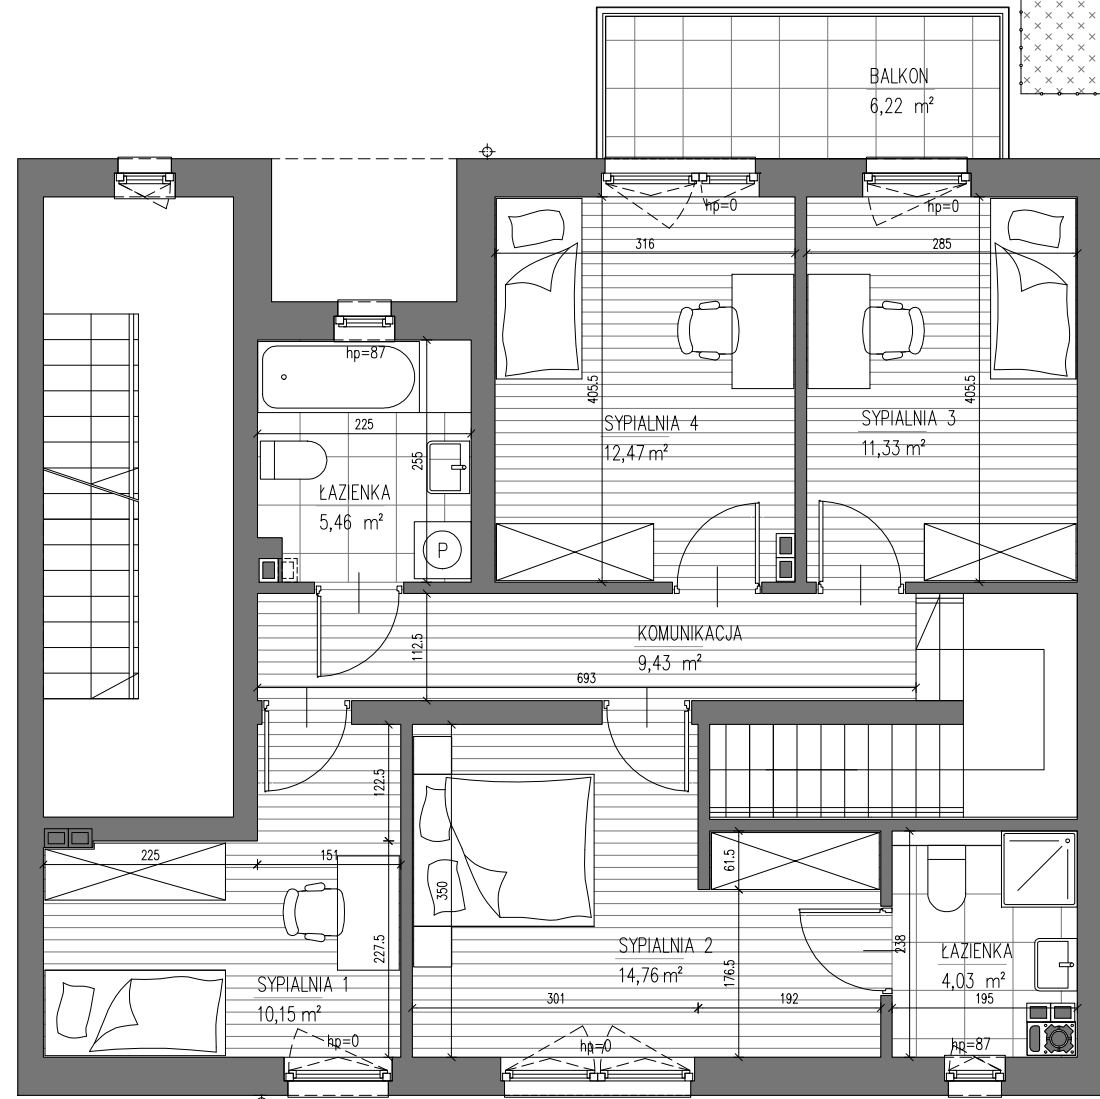 BALKON
6,22 m²
hp=0
hp=0
316
285
hp=87
405.5
405.5
225
SYPIALNIA 4
12,47 m²
SYPIALNIA 3
11,33 m²
255
ŁAZIENKA
5,46 m²
P
KOMUNIKACJA
9,43 m²
112.5
693
122.5
225
151
350
61.5
227.5
SYPIALNIA 2
14,76 m²
176.5
238
ŁAZIENKA
4,03 m²
SYPIALNIA 1
10,15 m²
301
192
195
hp=0
hp=0
hp=87